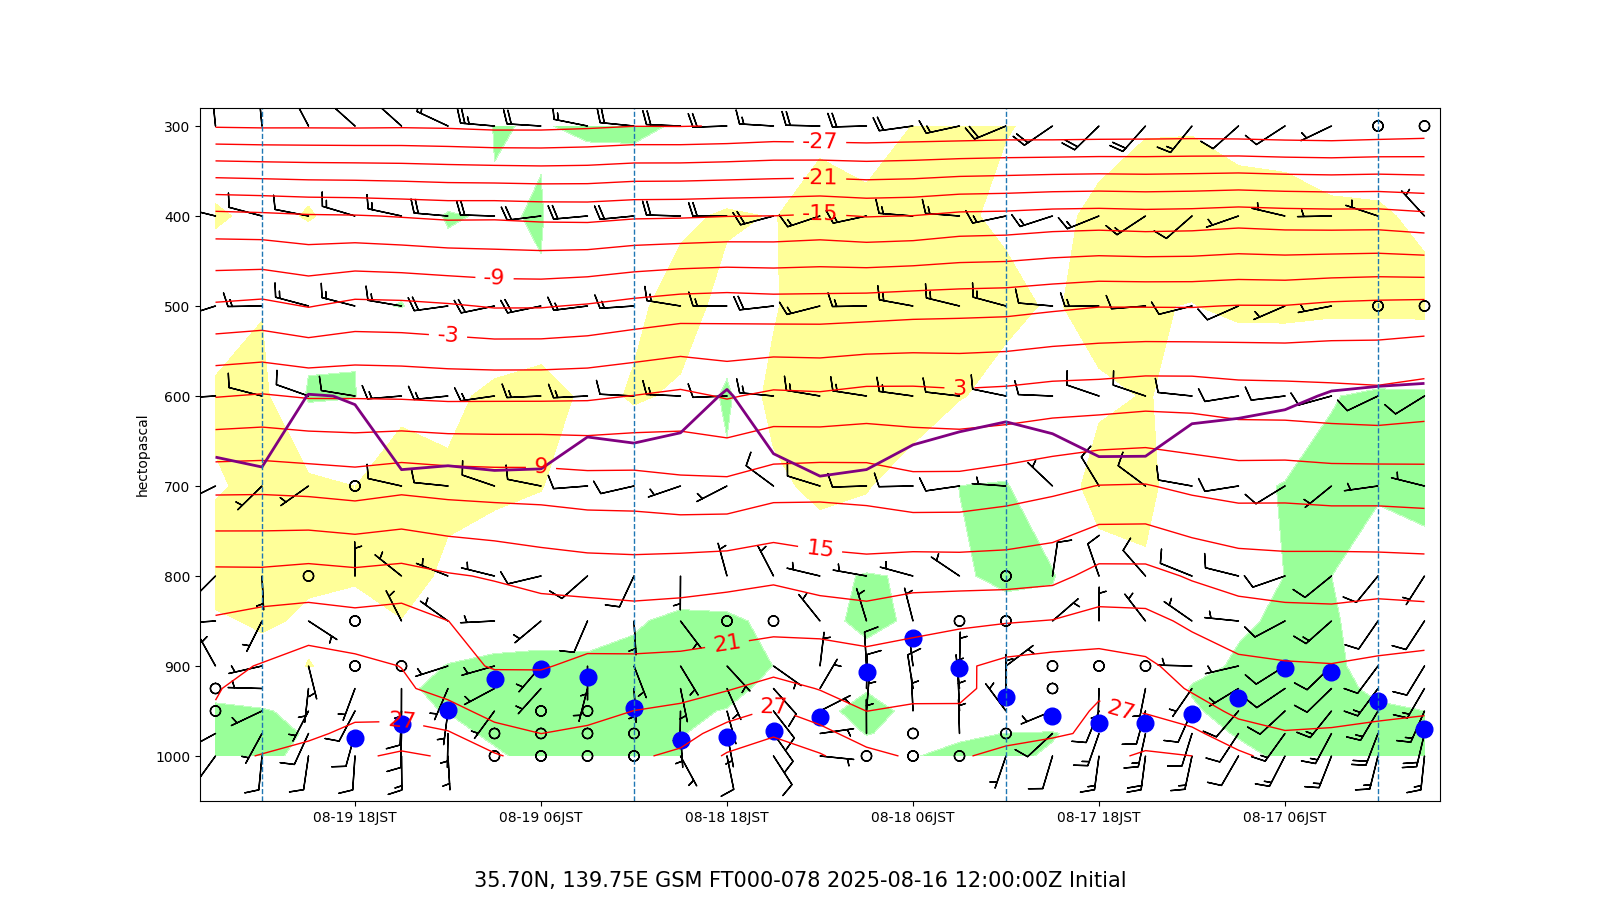 300
400
500
600
700
800
900
1000
hectopascal
-27
-21
-15
-9
-3
3
9
15
21
27
27
27
08-19 18JST
08-19 06JST
08-18 18JST
08-18 06JST
08-17 18JST
08-17 06JST
35.70N, 139.75E GSM FT000-078 2025-08-16 12:00:00Z Initial